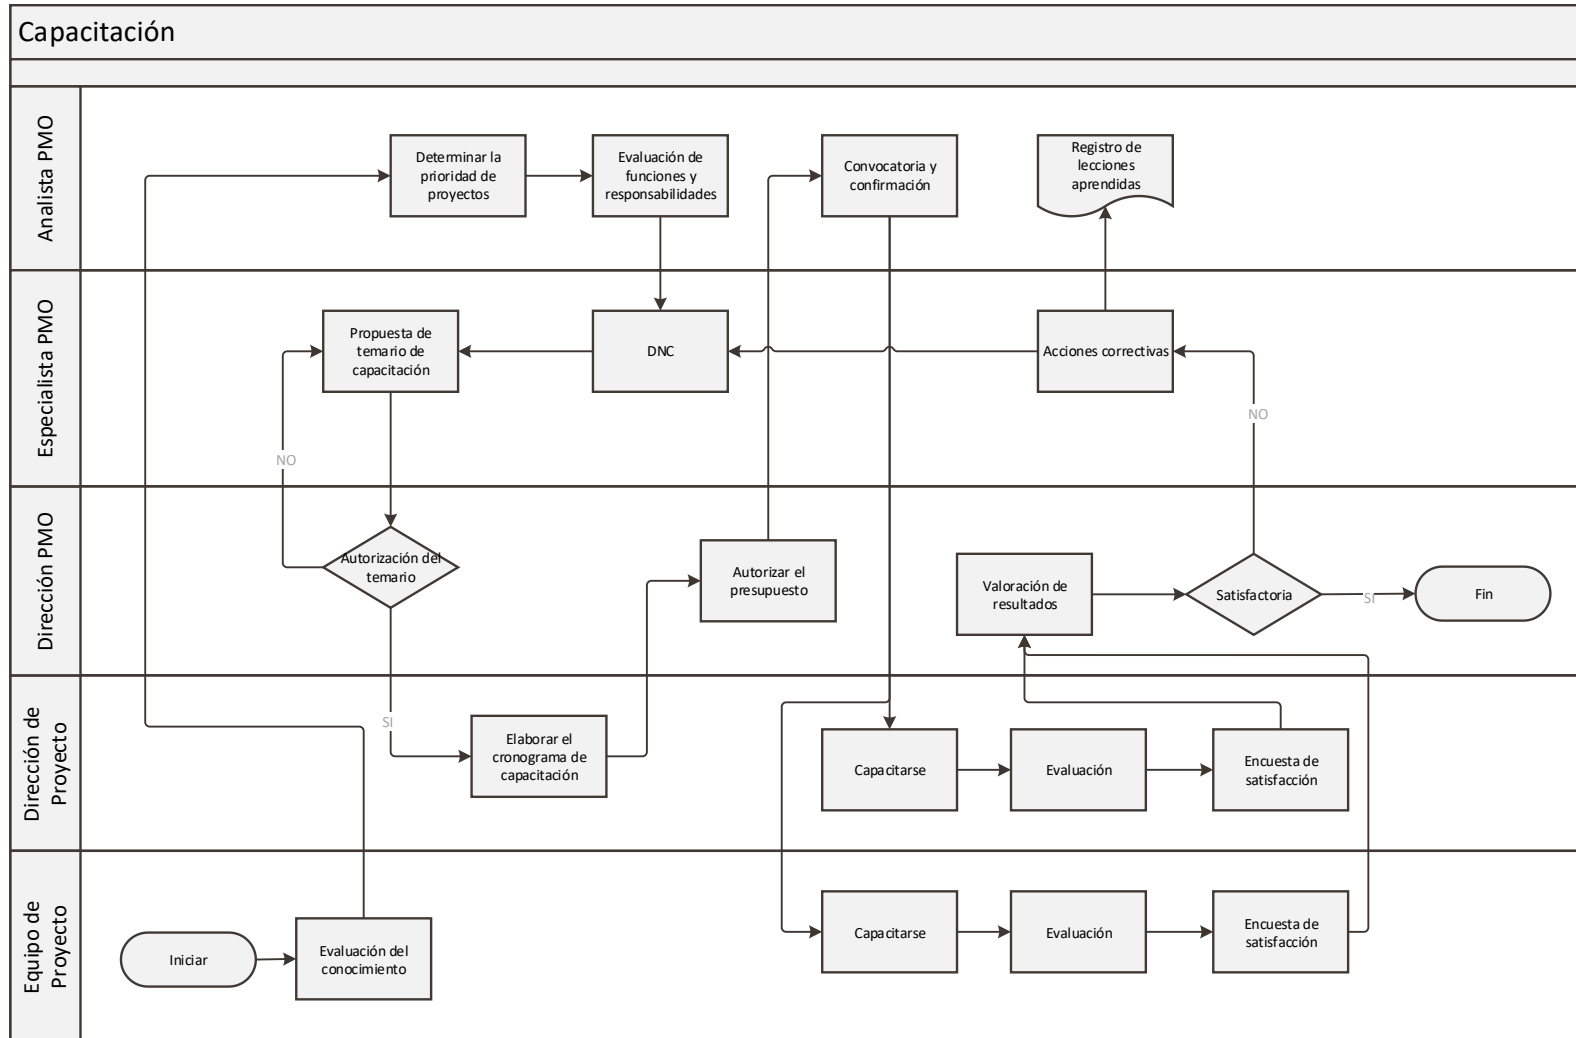 Capacitación
Analista PMO
Determinar la
prioridad de
proyectos
Evaluación de
funciones y
responsabilidades
Convocatoria y
confirmación
Registro de
lecciones
aprendidas
Especialista PMO
Propuesta de
temario de
capacitación
DNC
Acciones correctivas
NO
NO
Dirección PMO
Autorización del
temario
Autorizar el
presupuesto
Valoración de
resultados
Satisfactoria
SI
Fin
Dirección de
Proyecto
SI
Elaborar el
cronograma de
capacitación
Capacitarse
Evaluación
Encuesta de
satisfacción
Equipo de
Proyecto
Iniciar
Evaluación del
conocimiento
Capacitarse
Evaluación
Encuesta de
satisfacción